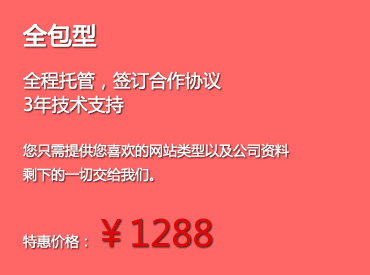 全包型
全程托管，签订合作协议
3年技术支持
您只需提供您喜欢的网站类型以及公司资料
剩下的一切交给我们。
特惠价格：￥1288